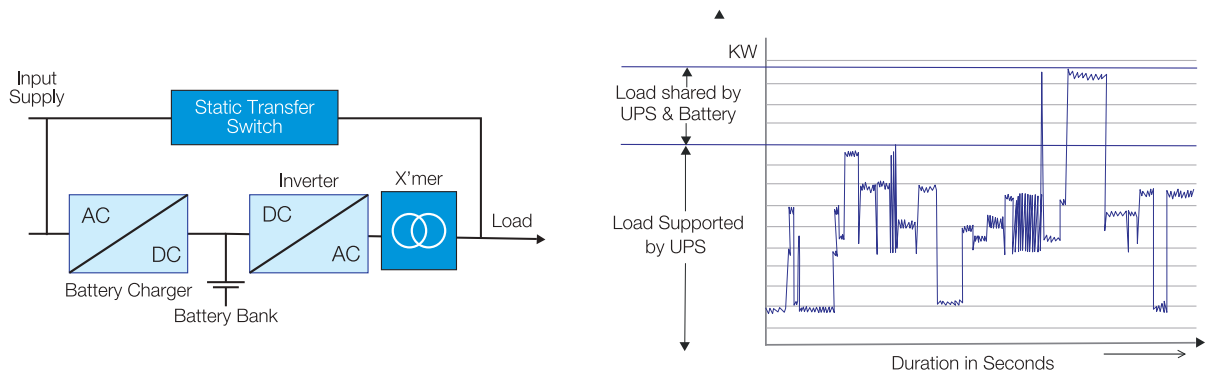 Input
Supply
Static Transfer
Switch
Inverter
X'mer
AC
DC
DC
AC
Load
Battery Charger
Battery Bank
KW
Load shared by
UPS & Battery
Load Supported
by UPS
Duration in Seconds